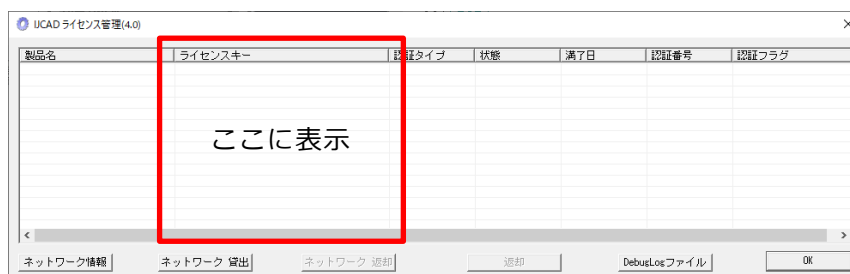 IJCAD ライセンス管理(4.0)
製品名 ライセンスキー 認証タイプ 状態 満了日 認証番号 認証フラグ
ここに表示
ネットワーク情報 ネットワーク 貸出 ネットワーク 返却 返却 DebugLogファイル OK